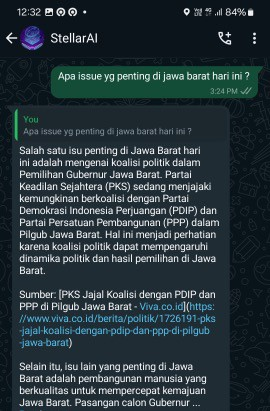 12:32
84%
StellarAI
Apa issue yg penting di jawa barat hari ini ?
3:24 PM
You
Apa issue yg penting di jawa barat hari ini ?
Salah satu isu penting di Jawa Barat hari
ini adalah mengenai koalisi politik dalam
Pemilihan Gubernur Jawa Barat. Partai
Keadilan Sejahtera (PKS) sedang menjajaki
kemungkinan berkoalisi dengan Partai
Demokrasi Indonesia Perjuangan (PDIP) dan
Partai Persatuan Pembangunan (PPP) dalam
Pilgub Jawa Barat. Hal ini menjadi perhatian
karena koalisi politik dapat mempengaruhi
dinamika politik dan hasil pemilihan di Jawa
Barat.
Sumber: [PKS Jajal Koalisi dengan PDIP dan
PPP di Pilgub Jawa Barat - Viva.co.id](https:
//www.viva.co.id/berita/politik/1726191-pks
-jajal-koalisi-dengan-pdip-dan-ppp-di-pilgub
-jawa-barat)
Selain itu, isu lain yang penting di Jawa
Barat adalah pembangunan manusia yang
berkualitas untuk mempercepat kemajuan
Jawa Barat. Pasangan calon Gubernur ...